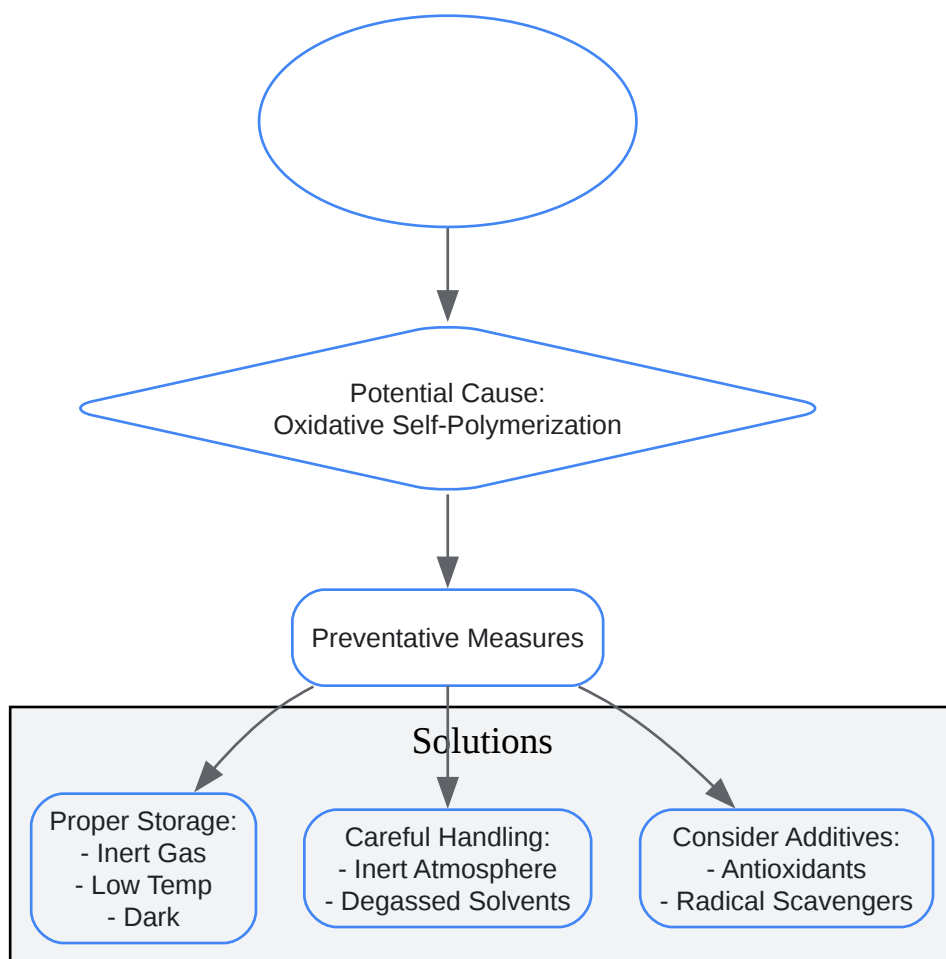 Potential Cause:
Oxidative Self-Polymerization
Preventative Measures
Solutions
Proper Storage:
- Inert Gas
- Low Temp
- Dark
Careful Handling:
- Inert Atmosphere
- Degassed Solvents
Consider Additives:
- Antioxidants
- Radical Scavengers